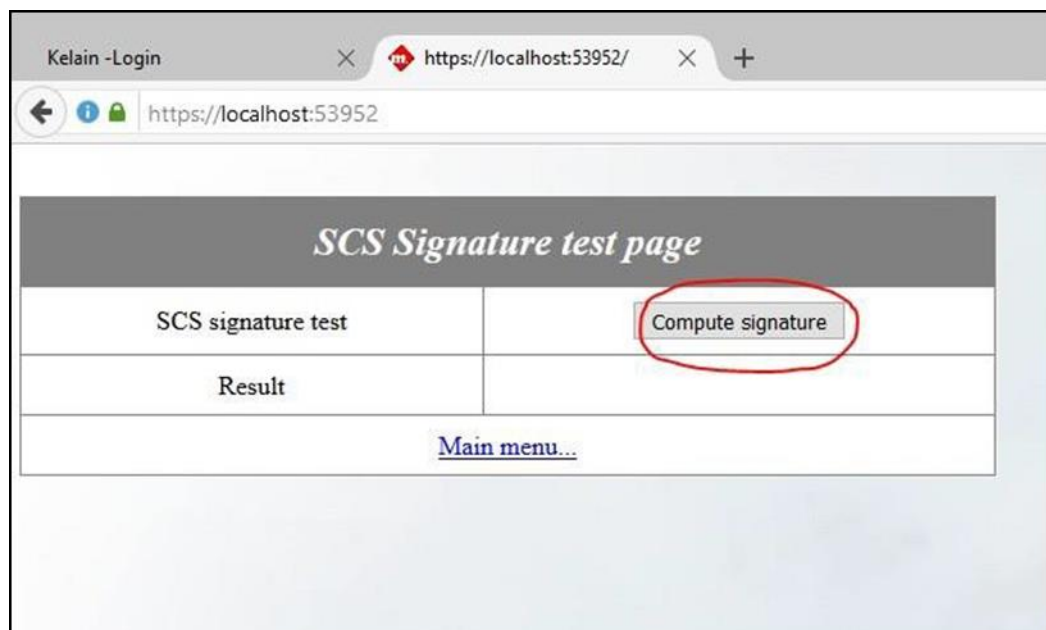 Kelain -Login
https://localhost:53952/
https://localhost:53952
SCS Signature test page
SCS signature test
Compute signature
Result
Main menu...